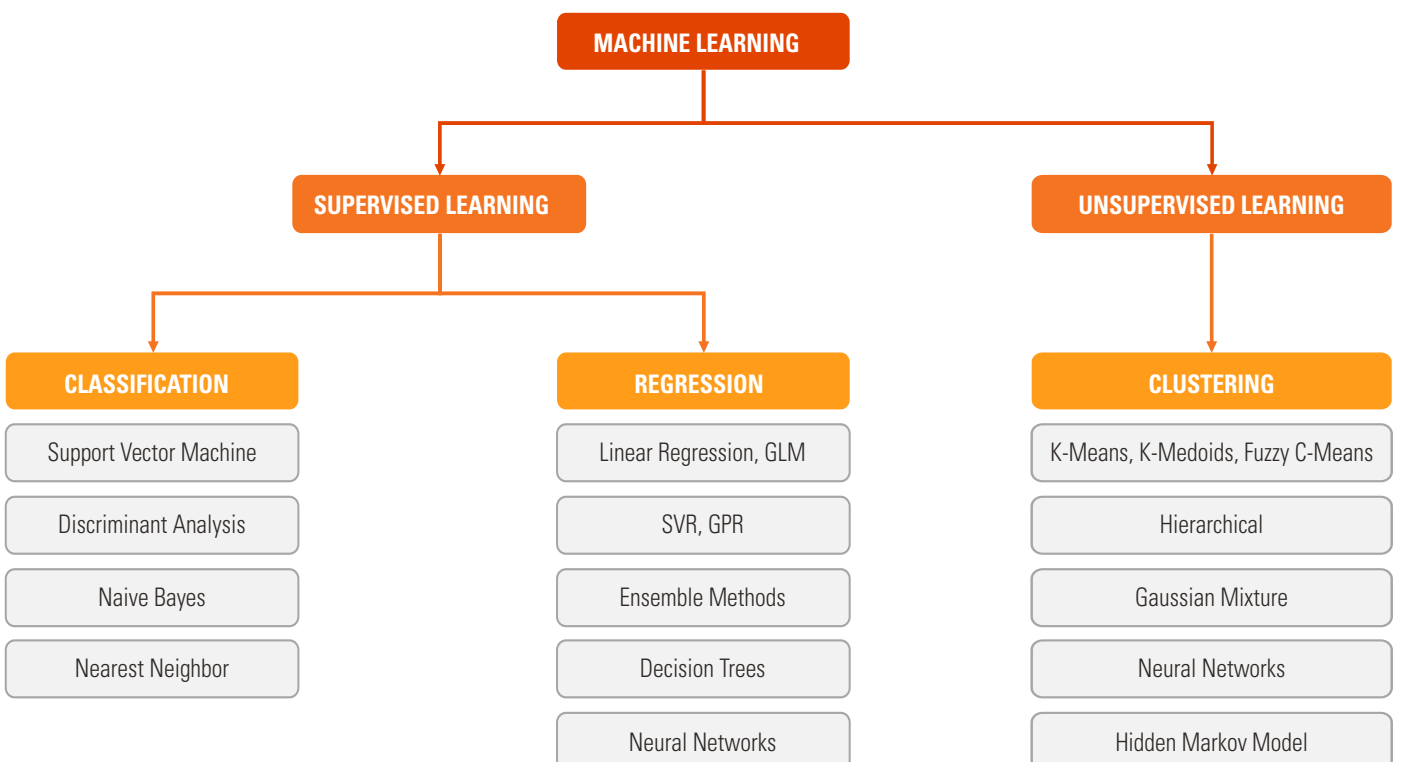 MACHINE LEARNING
SUPERVISED LEARNING
UNSUPERVISED LEARNING
CLASSIFICATION
Support Vector Machine
Discriminant Analysis
Naive Bayes
Nearest Neighbor
REGRESSION
Linear Regression, GLM
SVR, GPR
Ensemble Methods
Decision Trees
Neural Networks
CLUSTERING
K-Means, K-Medoids, Fuzzy C-Means
Hierarchical
Gaussian Mixture
Neural Networks
Hidden Markov Model